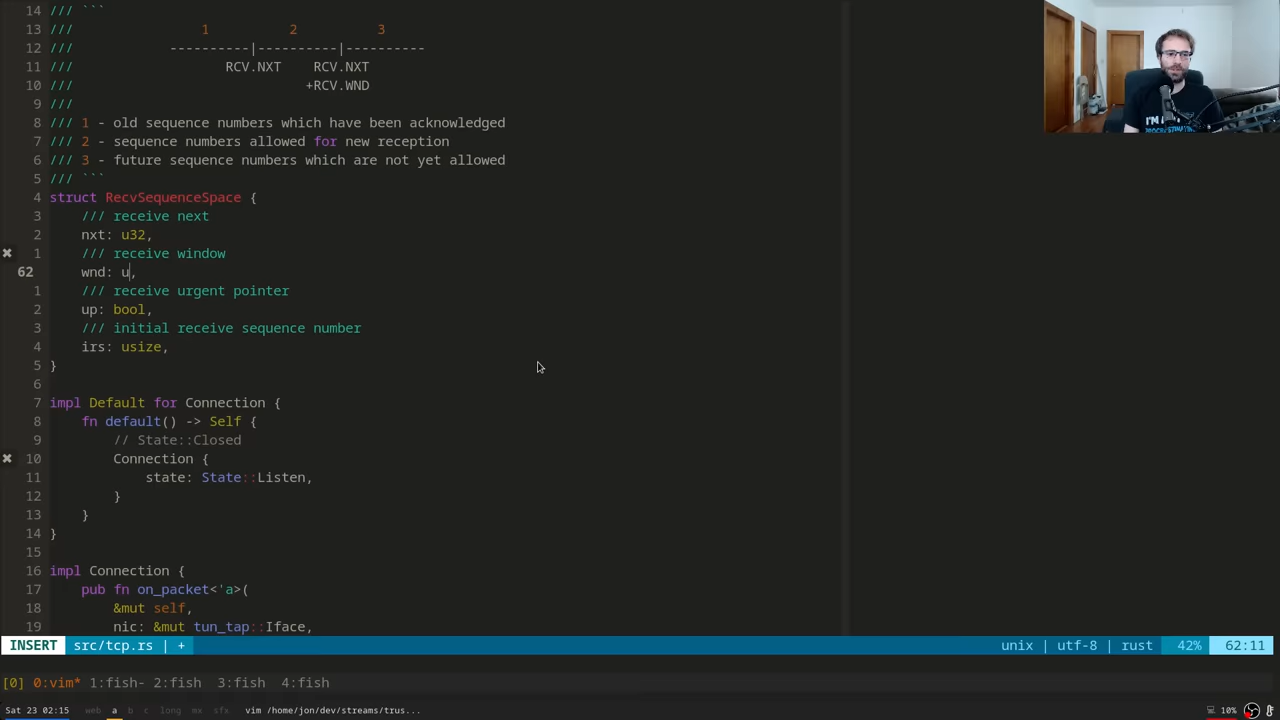 14 /// ```
13 /// 1 2 3
12 /// ----------|----------|----------
11 /// RCV.NXT RCV.NXT
10 /// +RCV.WND
9 ///
8 /// 1 - old sequence numbers which have been acknowledged
7 /// 2 - sequence numbers allowed for new reception
6 /// 3 - future sequence numbers which are not yet allowed
5 /// ```
4 struct RecvSequenceSpace {
3 /// receive next
2 nxt: u32,
1 /// receive window
62 wnd: u,
1 /// receive urgent pointer
2 up: bool,
3 /// initial receive sequence number
4 irs: usize,
5 }
6
7 impl Default for Connection {
8 fn default() -> Self {
9 // State::Closed
10 Connection {
11 state: State::Listen,
12 }
13 }
14 }
15
16 impl Connection {
17 pub fn on_packet<'a>(
18 &mut self,
19 nic: &mut tun_tap::Iface,
INSERT src/tcp.rs | + unix | utf-8 | rust 42% 62:11
[0] 0:vim* 1:fish- 2:fish 3:fish 4:fish
Sat 23 02:15 web a b c long mx sfx vim /home/jon/dev/streams/trus... 10%